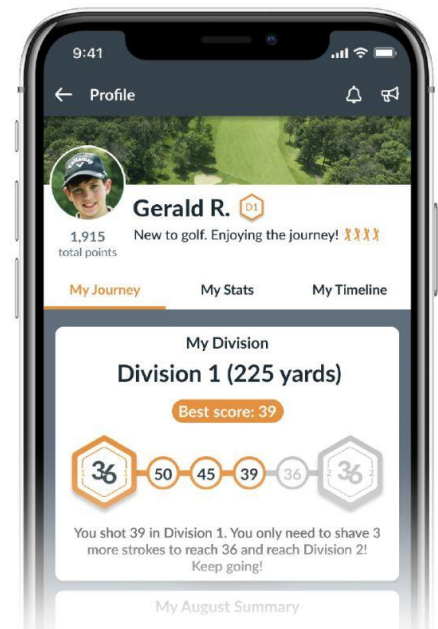 9:41
Profile
Callaway
Gerald R. D1
1,915
total points
New to golf. Enjoying the journey!
My Journey My Stats My Timeline
My Division
Division 1 (225 yards)
Best score: 39
36 50 45 39 36 36
You shot 39 in Division 1. You only need to shave 3
more strokes to reach 36 and reach Division 2!
Keep going!
My August Summary